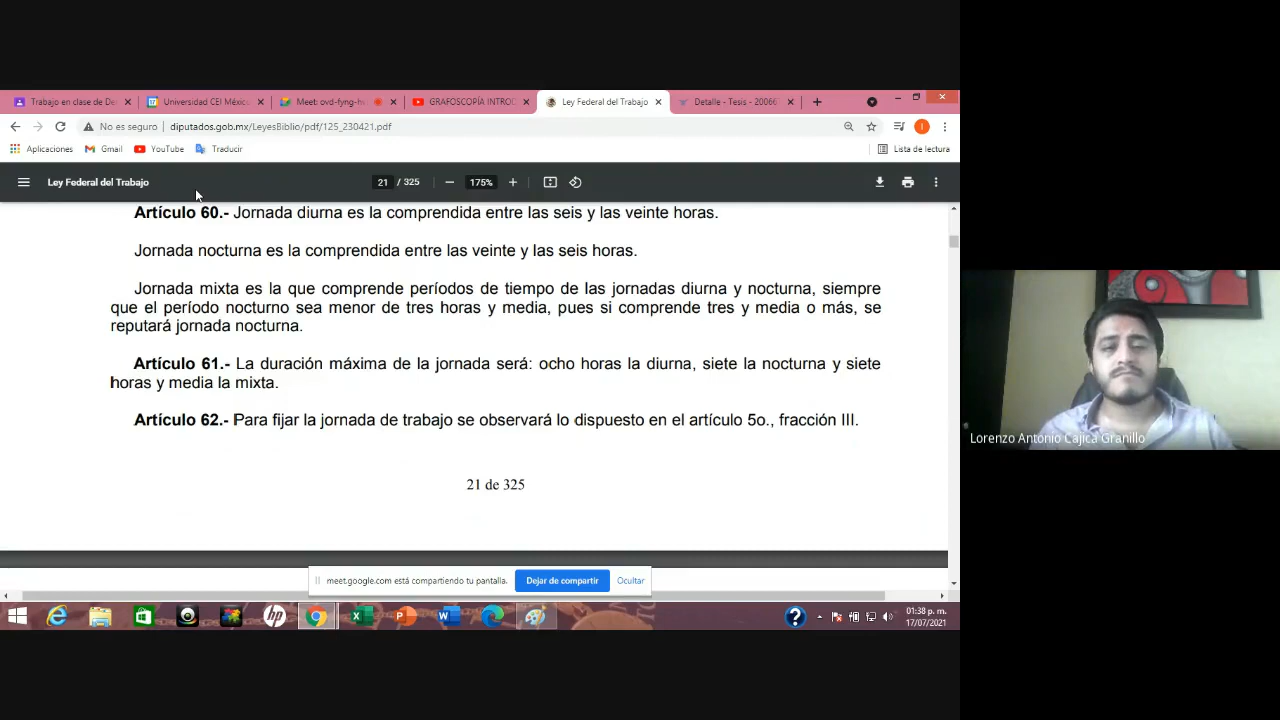 Trabajo en clase de De
Universidad CEI México
Meet: ovd-fyng-h
GRAFOSCOPÍA INTROD
Ley Federal del Trabajo
Detalle - Tesis - 20066
No es seguro
deputados.gob.mx/LeyesBiblio/pdf/125_230421.pdf
Aplicaciones
Gmail
YouTube
Traducir
Lista de lectura
Ley Federal del Trabajo
21 / 325
175%
Artículo 60.- Jornada diurna es la comprendida entre las seis y las veinte horas.
Jornada nocturna es la comprendida entre las veinte y las seis horas.
Jornada mixta es la que comprende períodos de tiempo de las jornadas diurna y nocturna, siempre
que el período nocturno sea menor de tres horas y media, pues si comprende tres y media o más, se
reputará jornada nocturna.
Artículo 61.- La duración máxima de la jornada será: ocho horas la diurna, siete la nocturna y siete
horas y media la mixta.
Artículo 62.- Para fijar la jornada de trabajo se observará lo dispuesto en el artículo 5o., fracción III.
21 de 325
meet.google.com está compartiendo tu pantalla.
Dejar de compartir
Ocultar
01:38 p. m.
17/07/2021
Lorenzo Antonio Cajica Granillo